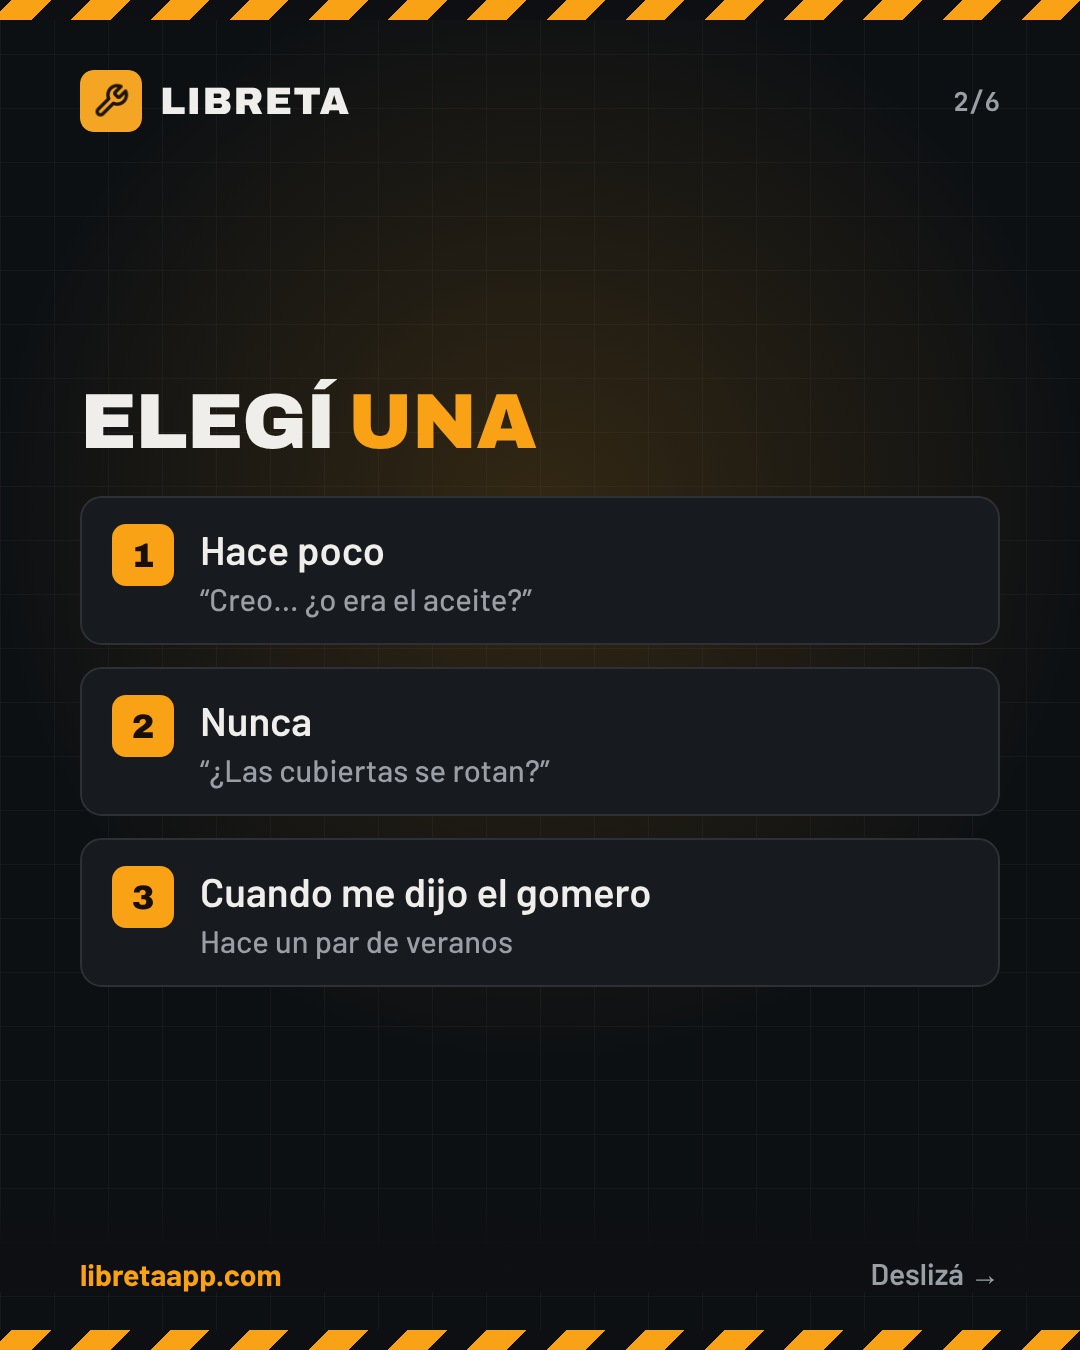 LIBRETA
2/6
ELEGÍ UNA
1 Hace poco
“Creo... ¿o era el aceite?”
2 Nunca
“¿Las cubiertas se rotan?”
3 Cuando me dijo el gomero
Hace un par de veranos
libretaapp.com
Deslizá →